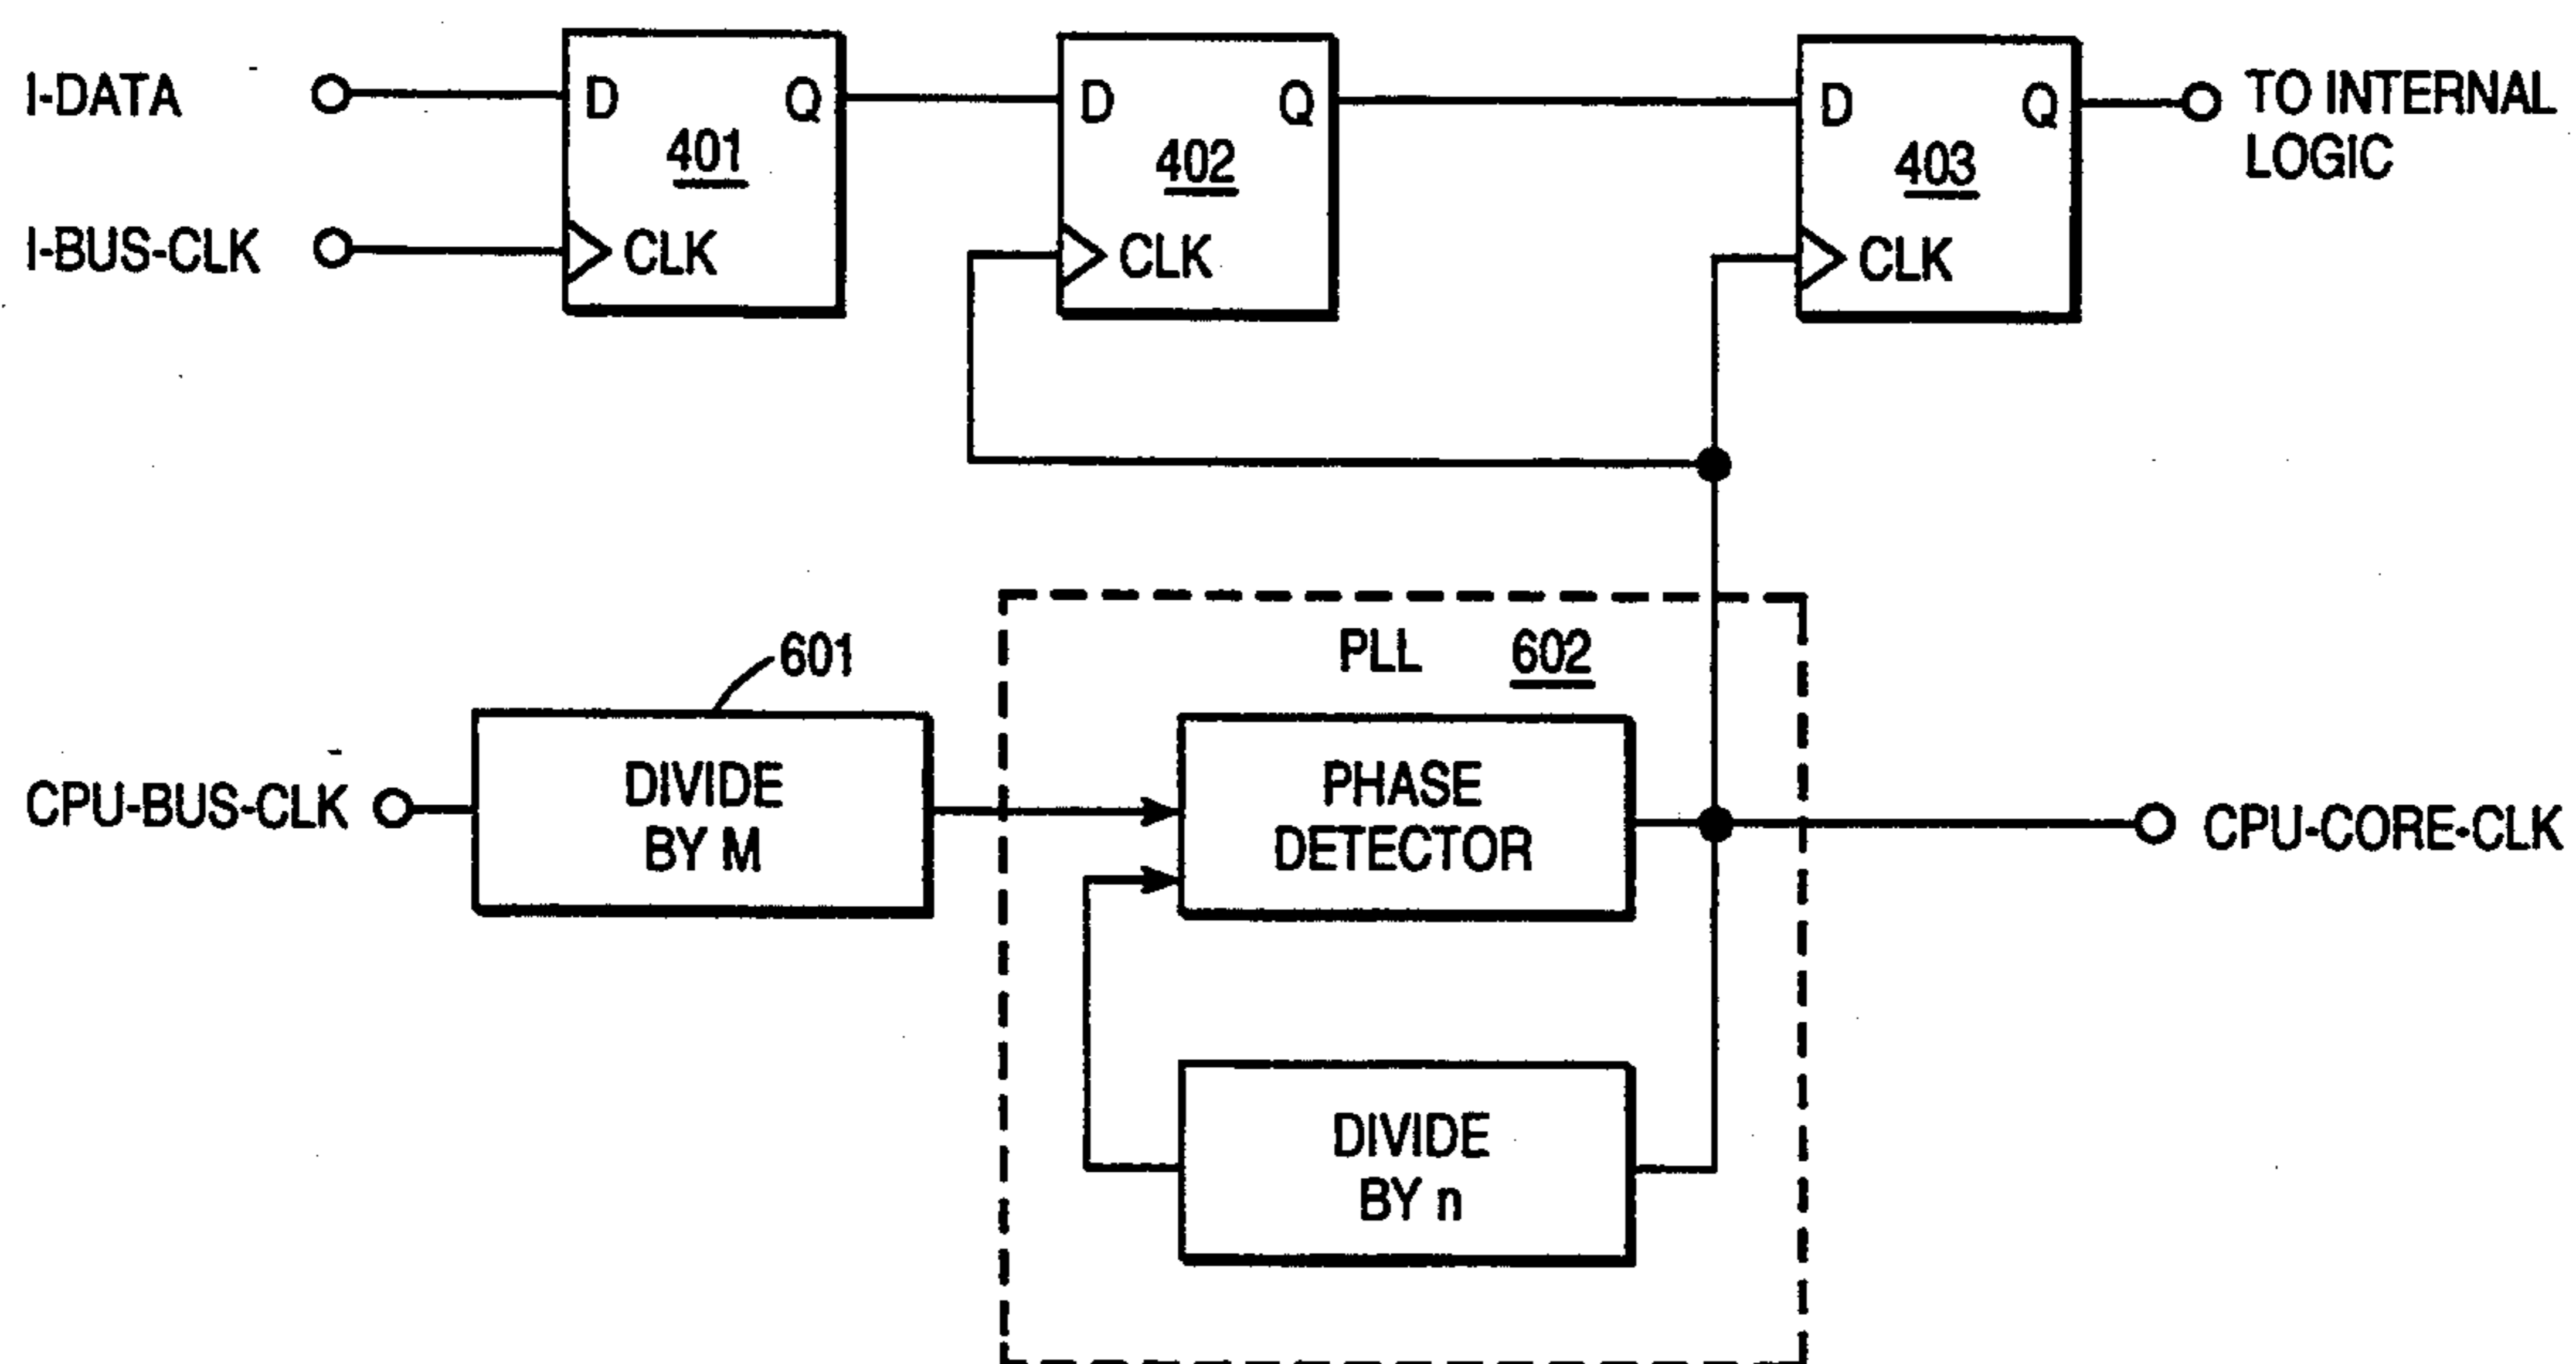 I-DATA
D
Q
401
CLK
I-BUS-CLK
D
Q
402
CLK
D
Q
403
CLK
TO INTERNAL
LOGIC
601
PLL 602
CPU-BUS-CLK
DIVIDE
BY M
PHASE
DETECTOR
CPU-CORE-CLK
DIVIDE
BY n